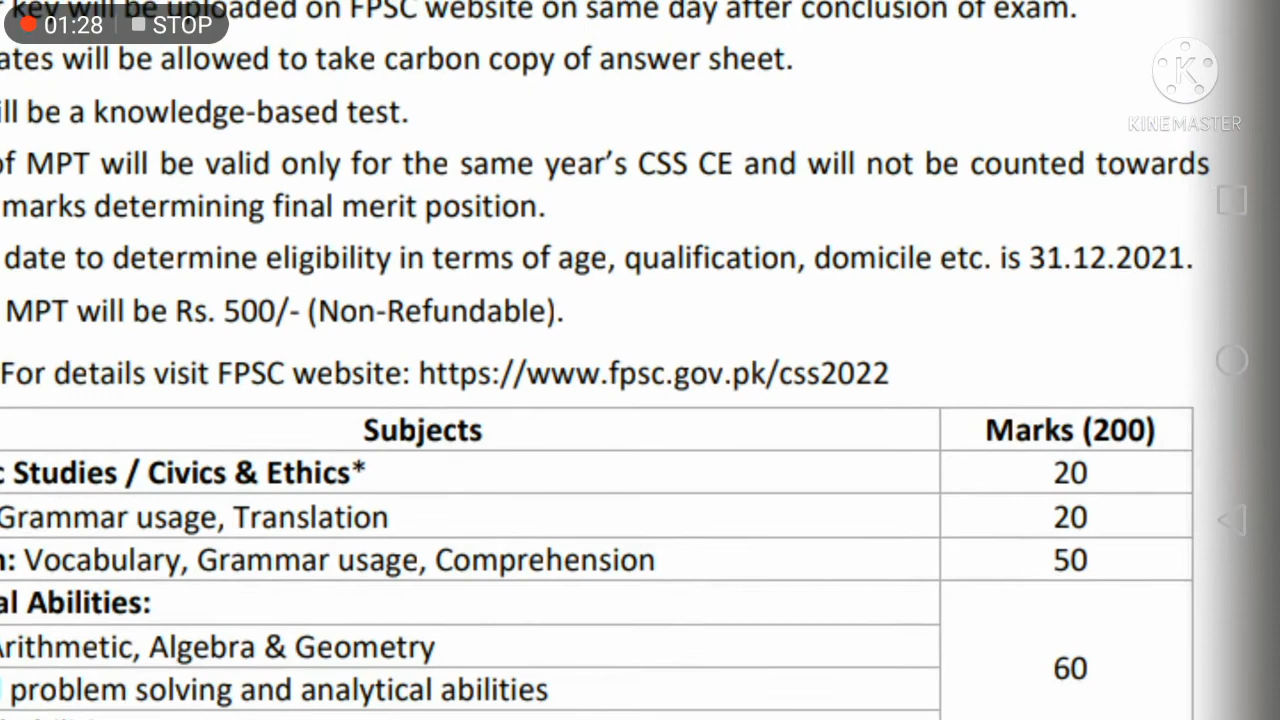 key will be uploaded on FPSC website on same day after conclusion of exam.
01:28 STOP
ates will be allowed to take carbon copy of answer sheet.
KINEMASTER
ill be a knowledge-based test.
of MPT will be valid only for the same year's CSS CE and will not be counted towards
marks determining final merit position.
date to determine eligibility in terms of age, qualification, domicile etc. is 31.12.2021.
MPT will be Rs. 500/- (Non-Refundable).
For details visit FPSC website: https://www.fpsc.gov.pk/css2022
Subjects Marks (200)
c Studies / Civics & Ethics* 20
Grammar usage, Translation 20
n: Vocabulary, Grammar usage, Comprehension 50
al Abilities:
Arithmetic, Algebra & Geometry
60
problem solving and analytical abilities